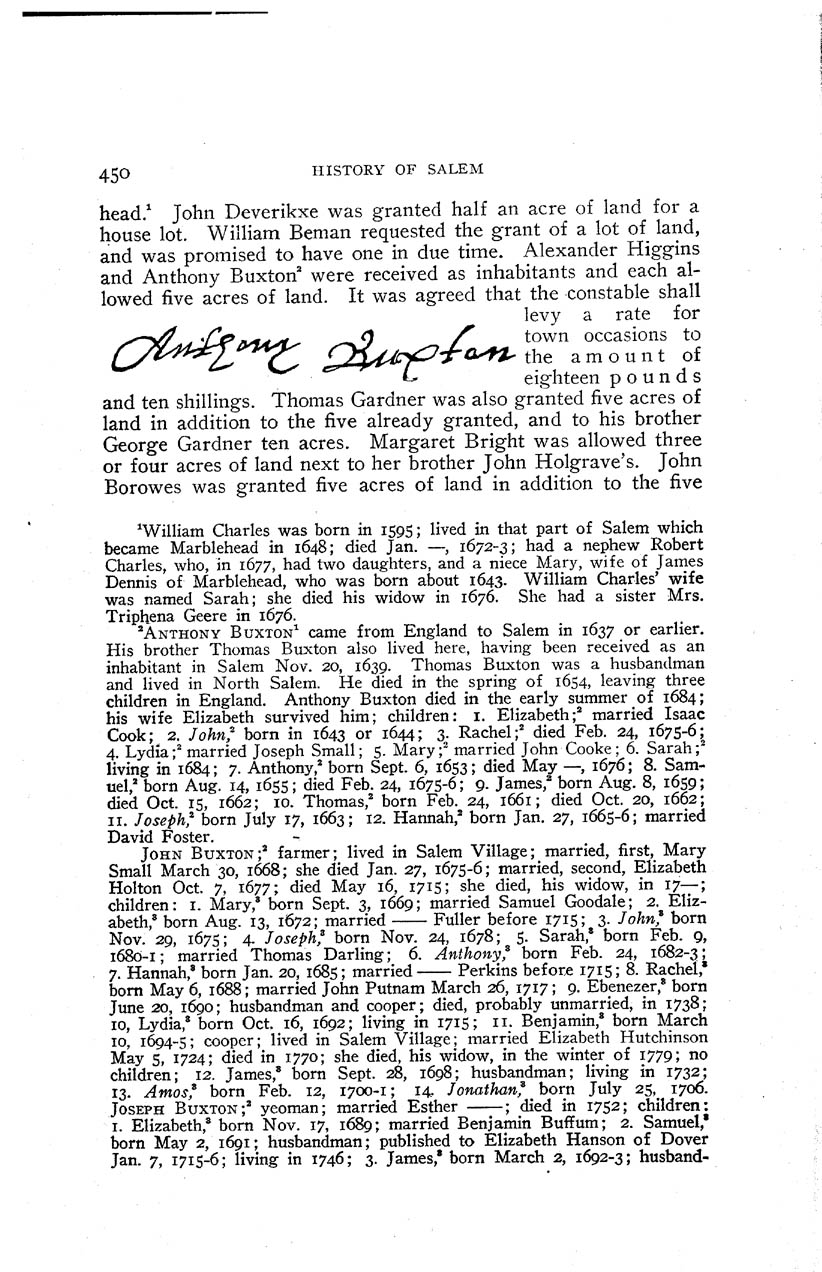 450 HISTORY OF SALEM
head.¹ John Deverikxe was granted half an acre of land for a
house lot. William Beman requested the grant of a lot of land,
and was promised to have one in due time. Alexander Higgins
and Anthony Buxton² were received as inhabitants and each al-
lowed five acres of land. It was agreed that the constable shall
levy a rate for
town occasions to
Anthony Buxton
the amount of
eighteen pounds
and ten shillings. Thomas Gardner was also granted five acres of
land in addition to the five already granted, and to his brother
George Gardner ten acres. Margaret Bright was allowed three
or four acres of land next to her brother John Holgrave's. John
Borowes was granted five acres of land in addition to the five
¹William Charles was born in 1595; lived in that part of Salem which
became Marblehead in 1648; died Jan. —, 1672-3; had a nephew Robert
Charles, who, in 1677, had two daughters, and a niece Mary, wife of James
Dennis of Marblehead, who was born about 1643. William Charles' wife
was named Sarah; she died his widow in 1676. She had a sister Mrs.
Triphena Geere in 1676.
²ANTHONY BUXTON¹ came from England to Salem in 1637 or earlier.
His brother Thomas Buxton also lived here, having been received as an
inhabitant in Salem Nov. 20, 1639. Thomas Buxton was a husbandman
and lived in North Salem. He died in the spring of 1654, leaving three
children in England. Anthony Buxton died in the early summer of 1684;
his wife Elizabeth survived him; children: 1. Elizabeth;² married Isaac
Cook; 2. John,² born in 1643 or 1644; 3. Rachel;² died Feb. 24, 1675-6;
4. Lydia;² married Joseph Small; 5. Mary;² married John Cooke; 6. Sarah;²
living in 1684; 7. Anthony,² born Sept. 6, 1653; died May —, 1676; 8. Sam-
uel,² born Aug. 14, 1655; died Feb. 24, 1675-6; 9. James,² born Aug. 8, 1659;
died Oct. 15, 1662; 10. Thomas,² born Feb. 24, 1661; died Oct. 20, 1662;
11. Joseph,² born July 17, 1663; 12. Hannah,² born Jan. 27, 1665-6; married
David Foster.
JOHN BUXTON;² farmer; lived in Salem Village; married, first, Mary
Small March 30, 1668; she died Jan. 27, 1675-6; married, second, Elizabeth
Holton Oct. 7, 1677; died May 16, 1715; she died, his widow, in 17—;
children: 1. Mary,³ born Sept. 3, 1669; married Samuel Goodale; 2. Eliz-
abeth,³ born Aug. 13, 1672; married —— Fuller before 1715; 3. John,³ born
Nov. 29, 1675; 4. Joseph,³ born Nov. 24, 1678; 5. Sarah,³ born Feb. 9,
1680-1; married Thomas Darling; 6. Anthony,³ born Feb. 24, 1682-3;
7. Hannah,³ born Jan. 20, 1685; married —— Perkins before 1715; 8. Rachel,³
born May 6, 1688; married John Putnam March 26, 1717; 9. Ebenezer,³ born
June 20, 1690; husbandman and cooper; died, probably unmarried, in 1738;
10, Lydia,³ born Oct. 16, 1692; living in 1715; 11. Benjamin,³ born March
10, 1694-5; cooper; lived in Salem Village; married Elizabeth Hutchinson
May 5, 1724; died in 1770; she died, his widow, in the winter of 1779; no
children; 12. James,³ born Sept. 28, 1698; husbandman; living in 1732;
13. Amos,³ born Feb. 12, 1700-1; 14. Jonathan,³ born July 25, 1706.
JOSEPH BUXTON;² yeoman; married Esther ——; died in 1752; children:
1. Elizabeth,³ born Nov. 17, 1689; married Benjamin Buffum; 2. Samuel,³
born May 2, 1691; husbandman; published to Elizabeth Hanson of Dover
Jan. 7, 1715-6; living in 1746; 3. James,³ born March 2, 1692-3; husband-